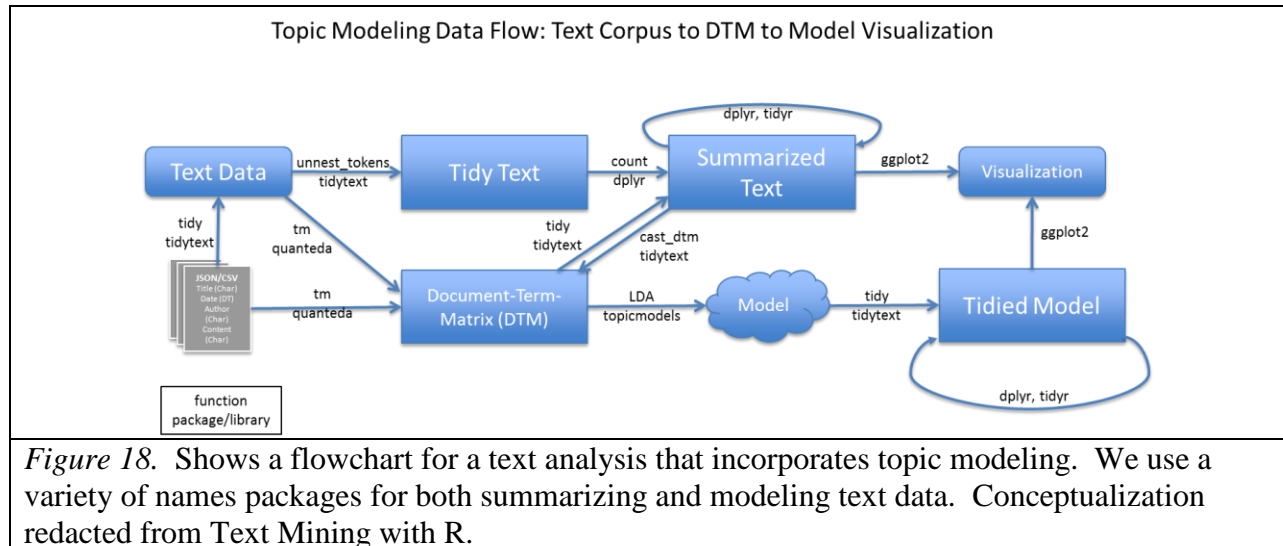 Topic Modeling Data Flow: Text Corpus to DTM to Model Visualization
dplyr, tidyr
Text Data
unnest_tokens
tidytext
Tidy Text
count
dplyr
Summarized
Text
ggplot2
Visualization
tidy
tidytext
tm
quanteda
tidy
tidytext
cast_dtm
tidytext
ggplot2
JSON/CSV
Title (Char)
Date (DT)
Author
(Char)
Content
(Char)
tm
quanteda
Document-Term-
Matrix (DTM)
LDA
topicmodels
Model
tidy
tidytext
Tidied Model
dplyr, tidyr
function
package/library
Figure 18. Shows a flowchart for a text analysis that incorporates topic modeling. We use a
variety of names packages for both summarizing and modeling text data. Conceptualization
redacted from Text Mining with R.